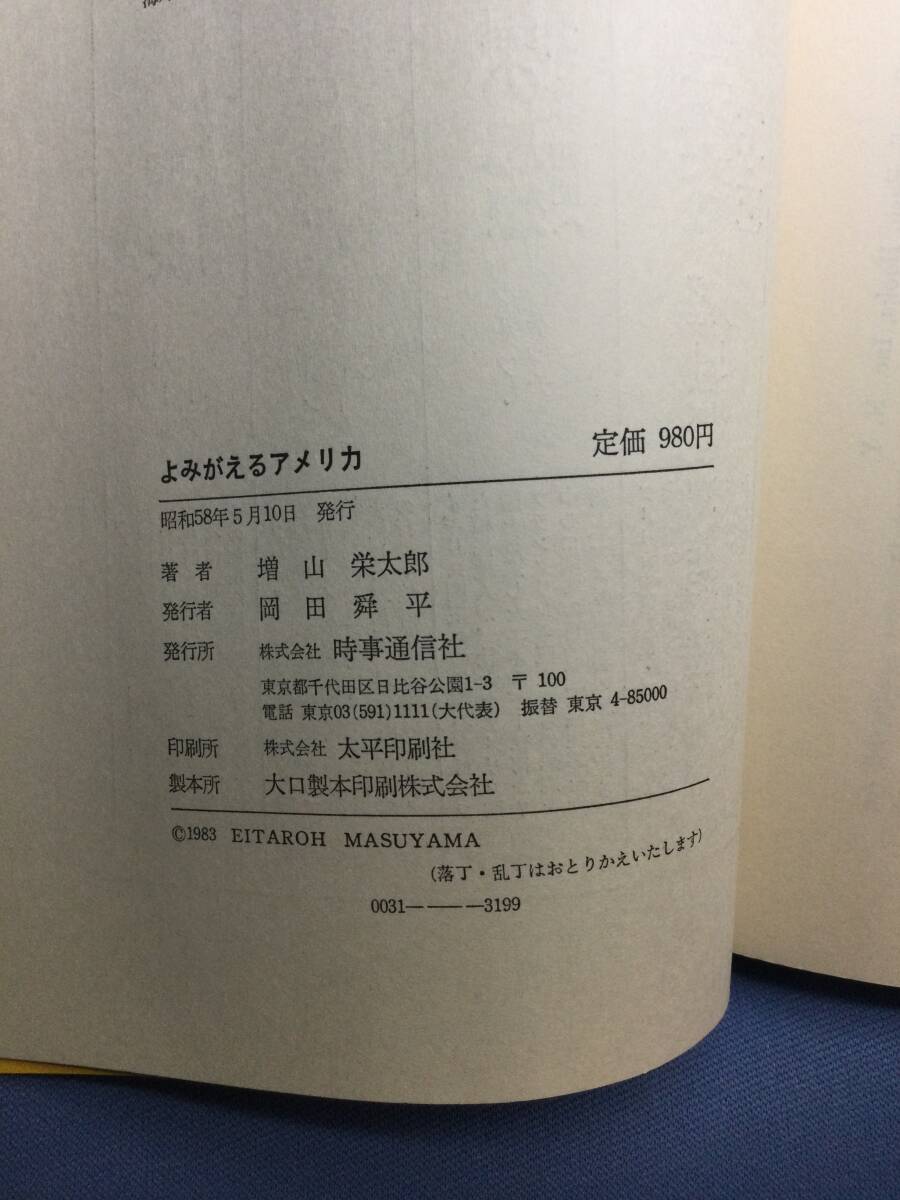 よみがえるアメリカ 定価 980円
昭和58年5月10日 発行
著者 増山 栄太郎
発行者 岡田 舜平
発行所 株式会社 時事通信社
東京都千代田区日比谷公園1-3 〒100
電話 東京03(591)1111(大代表) 振替 東京 4-85000
印刷所 株式会社 太平印刷社
製本所 大口製本印刷株式会社
©1983 EITAROH MASUYAMA
(落丁・乱丁はおとりかえいたします)
0031―――3199